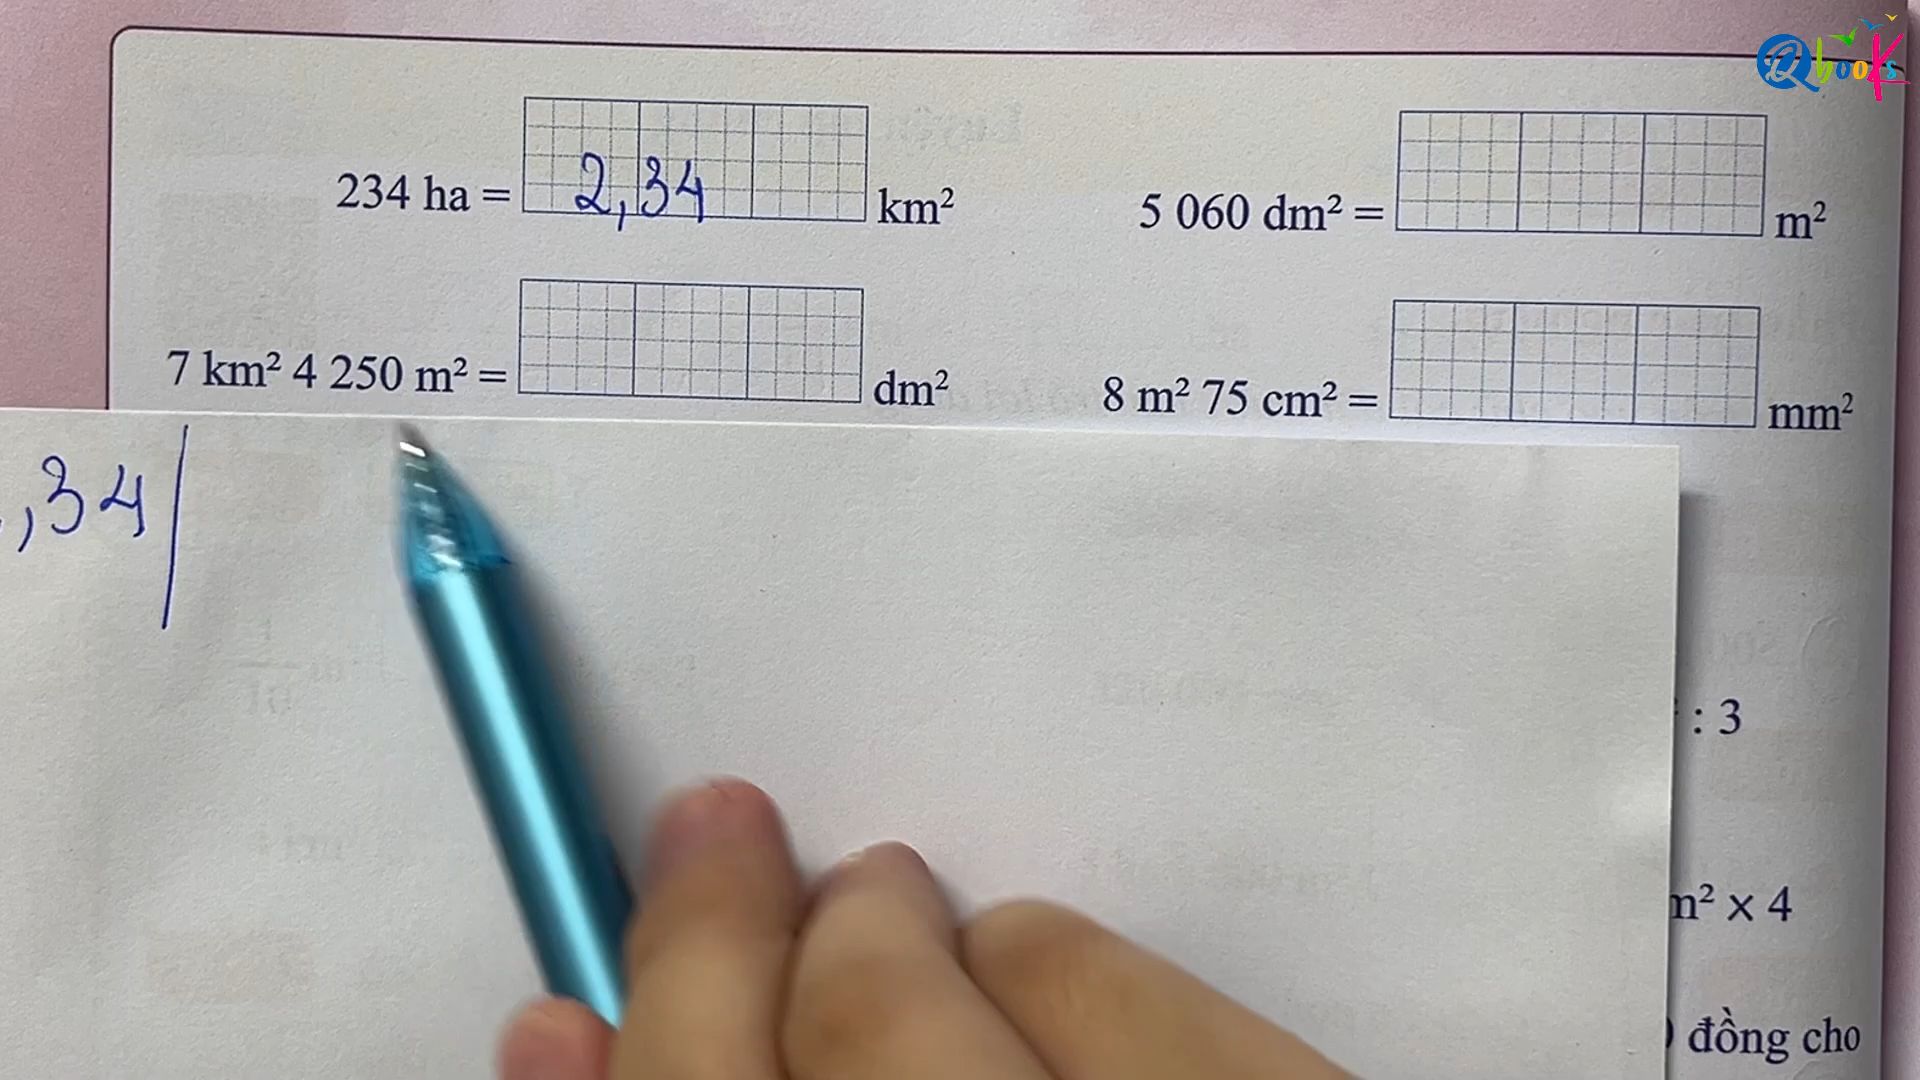 Qbooks
234 ha = 2,34 km²
5 060 dm² = m²
7 km² 4 250 m² = dm²
8 m² 75 cm² = mm²
,34
: 3
m² × 4
đồng cho